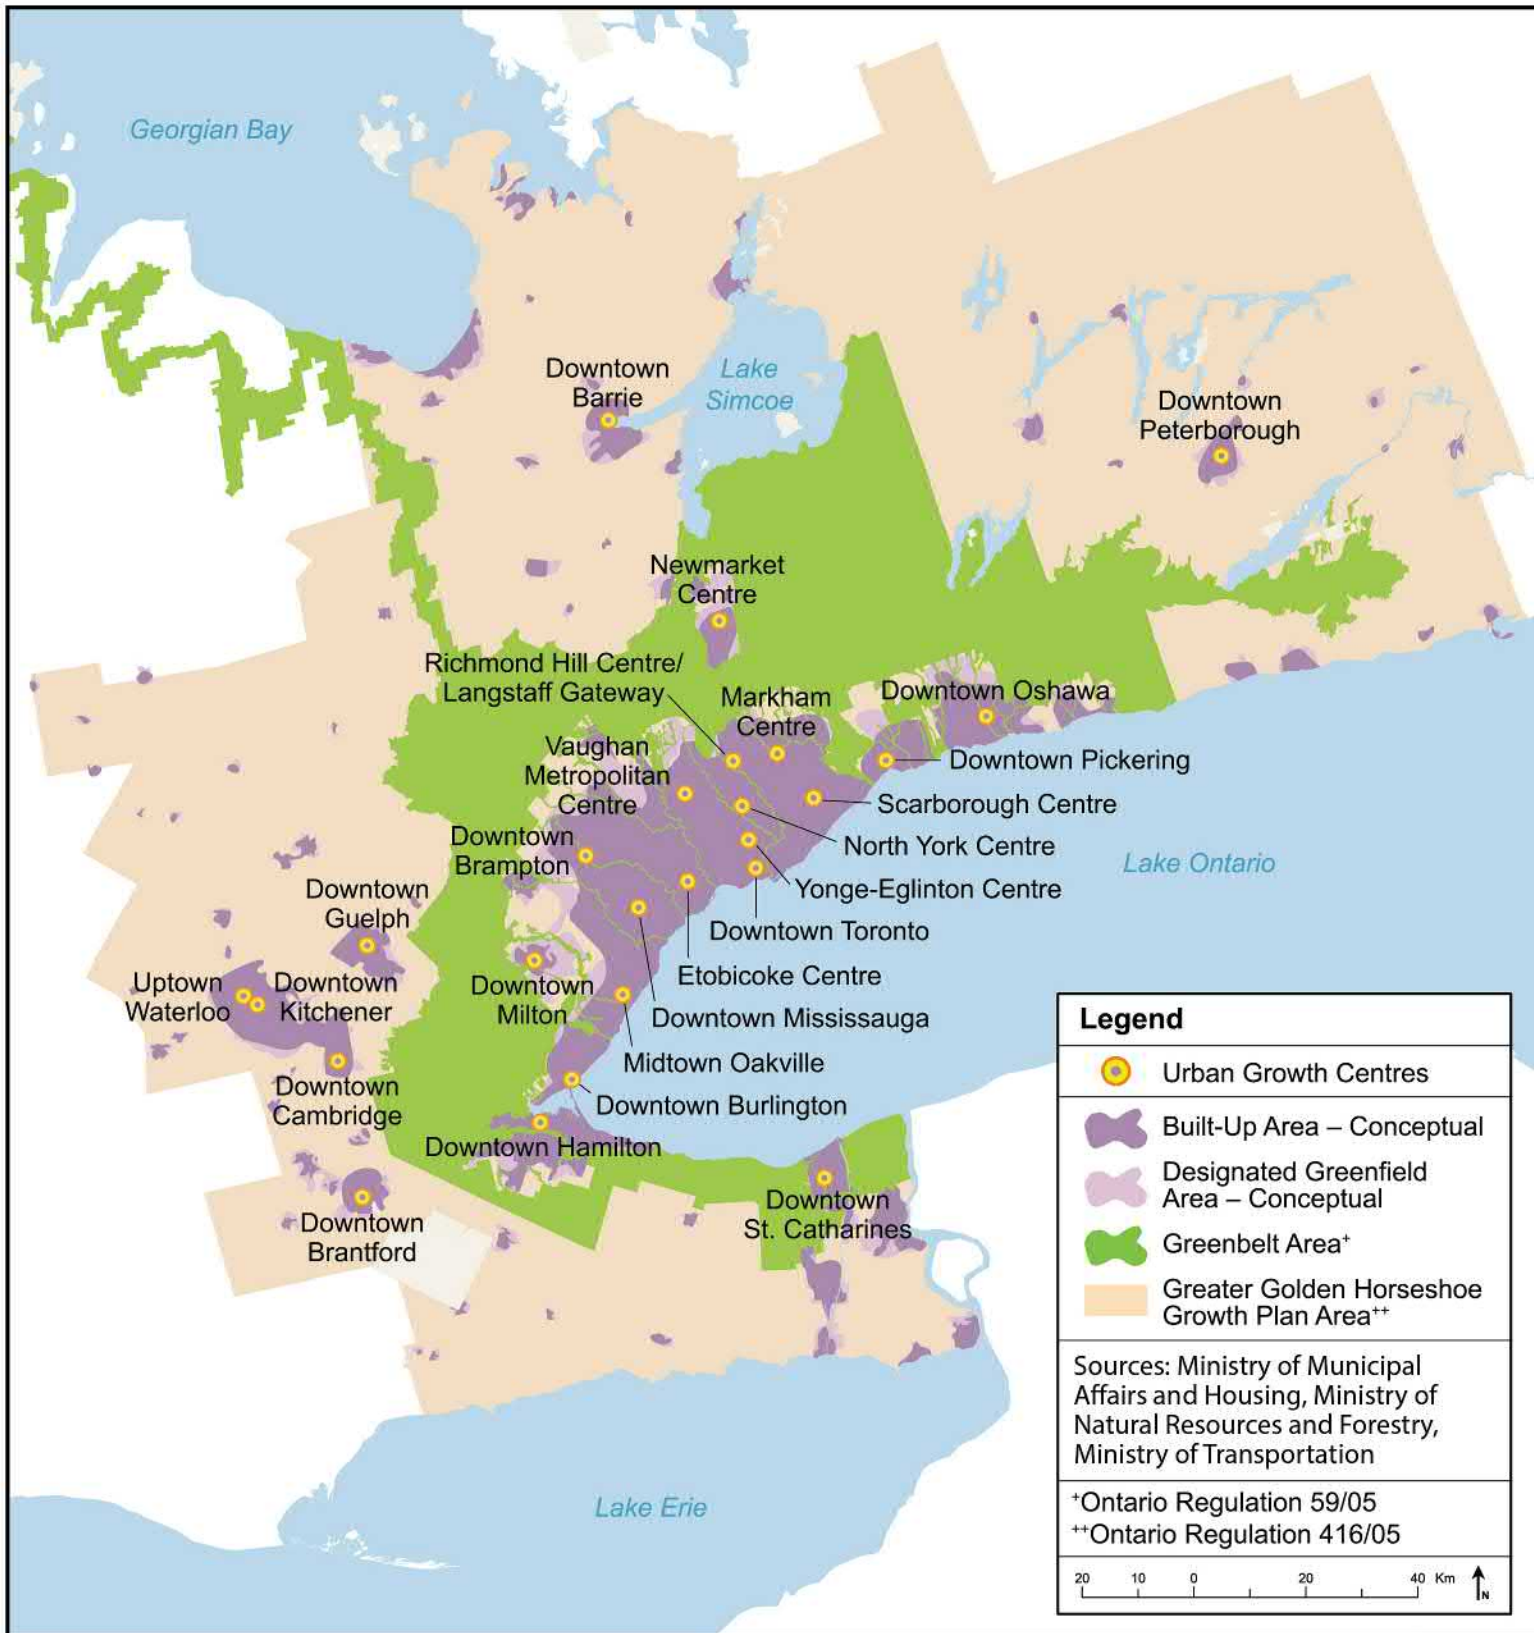 Georgian Bay
Downtown
Barrie
Lake
Simcoe
Downtown
Peterborough
Newmarket
Centre
Richmond Hill Centre/
Langstaff Gateway
Markham
Centre
Downtown Oshawa
Vaughan
Metropolitan
Centre
Downtown Pickering
Scarborough Centre
Downtown
Brampton
North York Centre
Lake Ontario
Yonge-Eglinton Centre
Downtown
Guelph
Downtown Toronto
Etobicoke Centre
Uptown
Waterloo
Downtown
Kitchener
Downtown
Milton
Downtown Mississauga
Midtown Oakville
Downtown
Cambridge
Downtown Burlington
Downtown Hamilton
Downtown
St. Catharines
Downtown
Brantford
Lake Erie
Legend
Urban Growth Centres
Built-Up Area – Conceptual
Designated Greenfield
Area – Conceptual
Greenbelt Area+
Greater Golden Horseshoe
Growth Plan Area++
Sources: Ministry of Municipal
Affairs and Housing, Ministry of
Natural Resources and Forestry,
Ministry of Transportation
+Ontario Regulation 59/05
++Ontario Regulation 416/05
20 10 0 20 40 Km
N